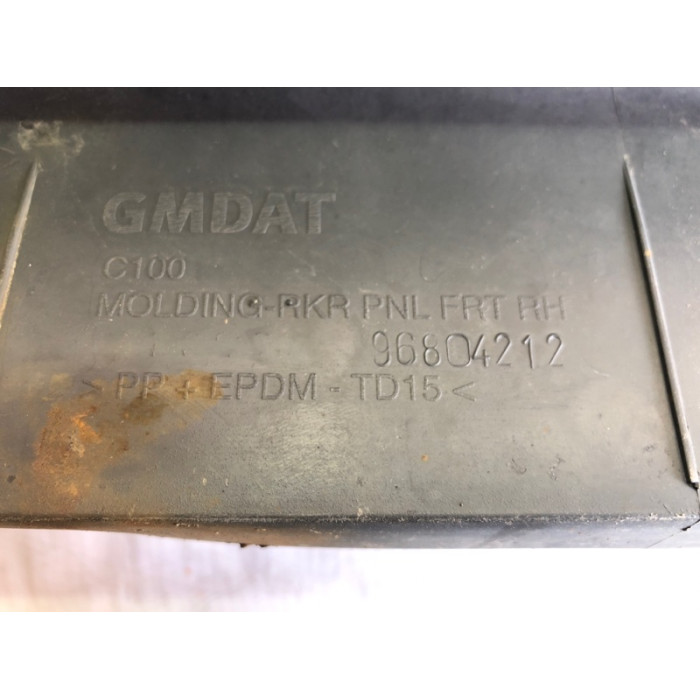 GMDAT
C100
MOLDING-RKR PNL FRT RH
96804212
> PP + EPDM - TD15 <